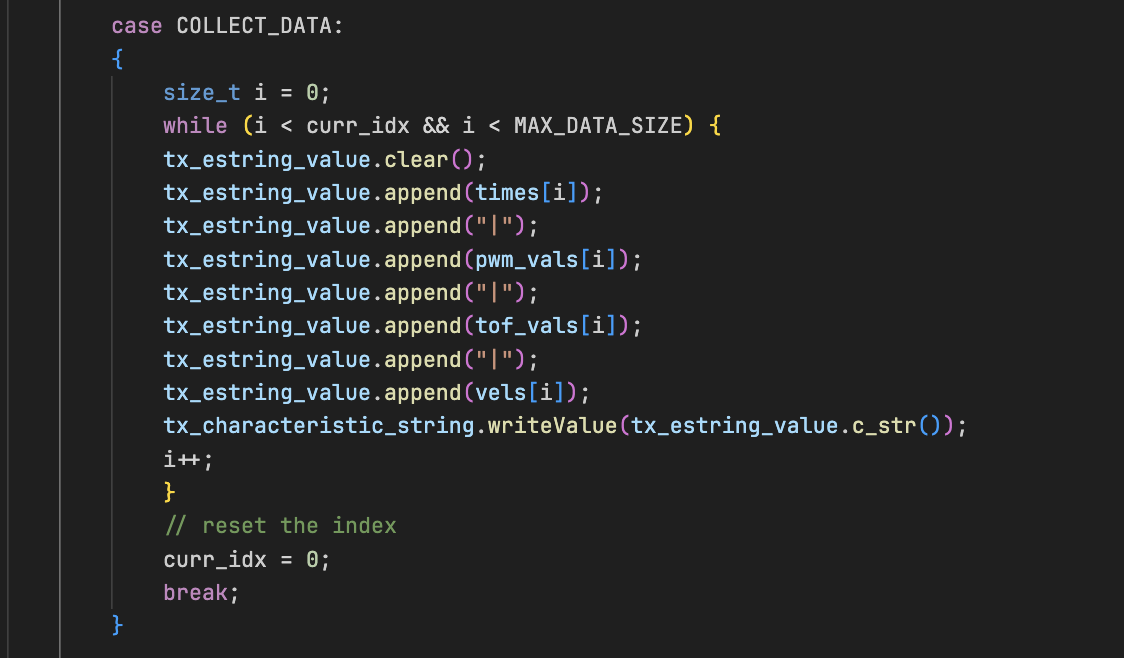 case COLLECT_DATA:
{
size_t i = 0;
while (i < curr_idx && i < MAX_DATA_SIZE) {
tx_estring_value.clear();
tx_estring_value.append(times[i]);
tx_estring_value.append("|");
tx_estring_value.append(pwm_vals[i]);
tx_estring_value.append("|");
tx_estring_value.append(tof_vals[i]);
tx_estring_value.append("|");
tx_estring_value.append(vels[i]);
tx_characteristic_string.writeValue(tx_estring_value.c_str());
i++;
}
// reset the index
curr_idx = 0;
break;
}